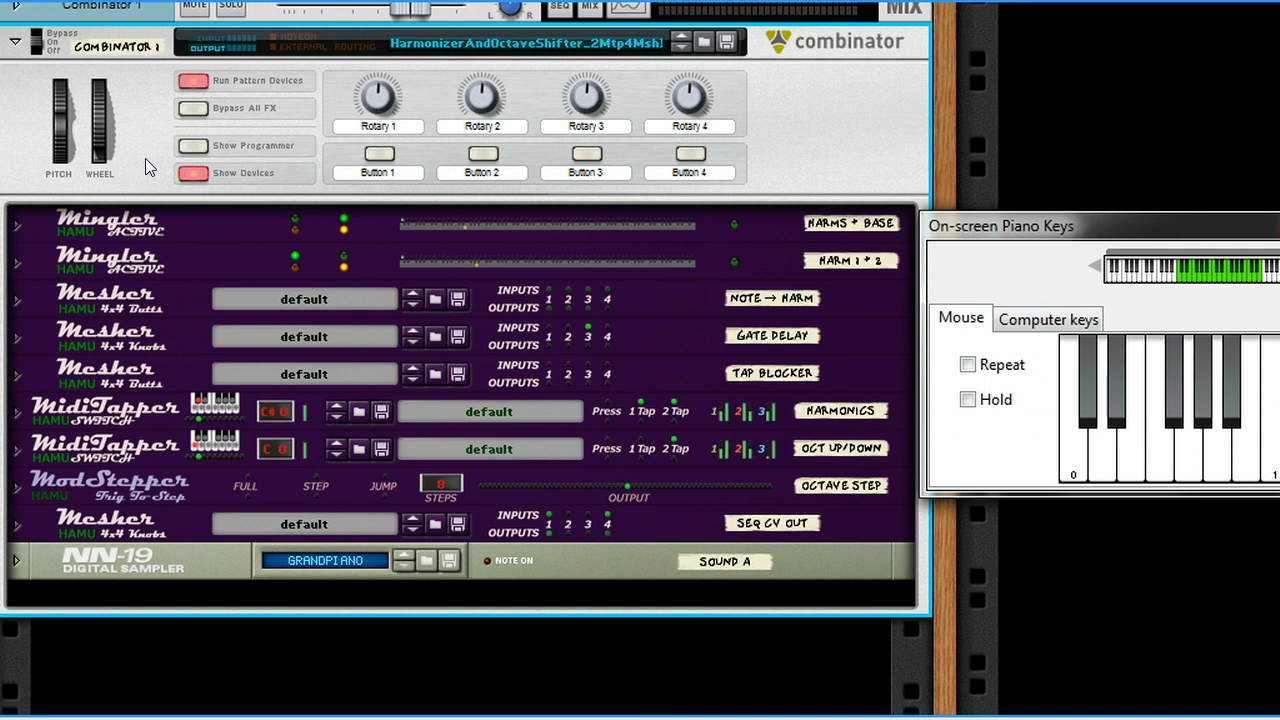 Combinator 1
MUTE SOLO L R SEQ MIX MIX
Bypass
On
Off
COMBINATOR 1
INPUT NOTEON
OUTPUT EXTERNAL ROUTING
HarmonizerAndOctaveShifter_2Mtp4Msh1
combinator
Run Pattern Devices
Bypass All FX
Show Programmer
Show Devices
PITCH WHEEL
Rotary 1 Rotary 2 Rotary 3 Rotary 4
Button 1 Button 2 Button 3 Button 4
Mingler
HAMU ACTIVE
HARMS + BASE
Mingler
HAMU ACTIVE
HARM 1 + 2
Mesher
HAMU 4x4 Butts
default
INPUTS
1 2 3 4
OUTPUTS
NOTE → HARM
Mesher
HAMU 4x4 Knobs
default
INPUTS
1 2 3 4
OUTPUTS
GATE DELAY
Mesher
HAMU 4x4 Butts
default
INPUTS
1 2 3 4
OUTPUTS
TAP BLOCKER
MidiTapper
HAMU SWITCH
C# 0
default
Press 1 Tap 2 Tap
1 2 3
HARMONICS
MidiTapper
HAMU SWITCH
C 0
default
Press 1 Tap 2 Tap
1 2 3
OCT UP/DOWN
ModStepper
HAMU Trig To Step
FULL STEP JUMP
8
STEPS
OUTPUT
OCTAVE STEP
Mesher
HAMU 4x4 Knobs
default
INPUTS
1 2 3 4
OUTPUTS
SEQ CV OUT
NN-19
DIGITAL SAMPLER
GRANDPIANO
NOTE ON
SOUND A
On-screen Piano Keys
Mouse Computer keys
Repeat
Hold
0 1